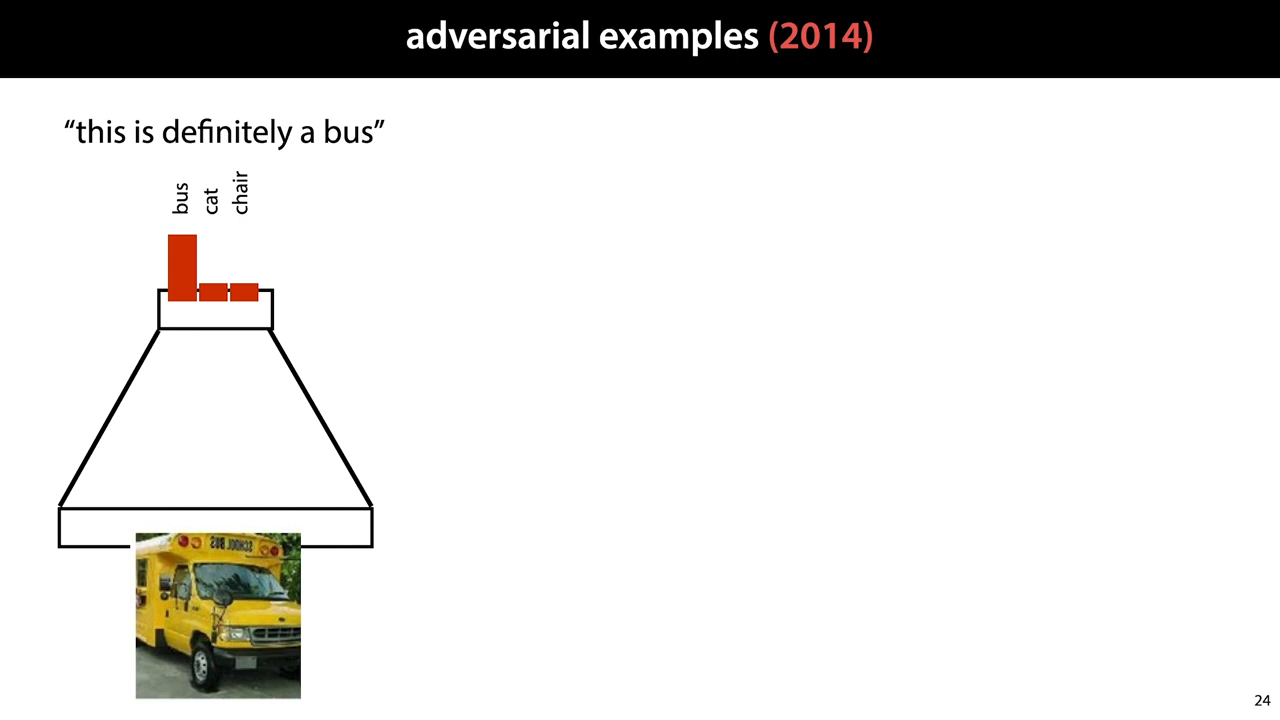 adversarial examples (2014)
“this is definitely a bus”
bus
cat
chair
SCHOOL BUS
24